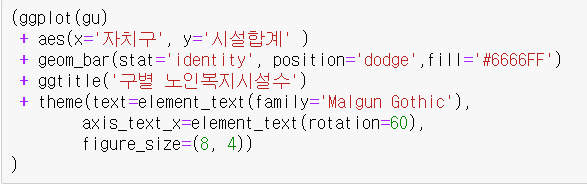 (ggplot(gu)
 + aes(x='자치구', y='시설합계' )
 + geom_bar(stat='identity', position='dodge',fill='#6666FF')
 + ggtitle('구별 노인복지시설수')
 + theme(text=element_text(family='Malgun Gothic'),
        axis_text_x=element_text(rotation=60),
        figure_size=(8, 4))
)